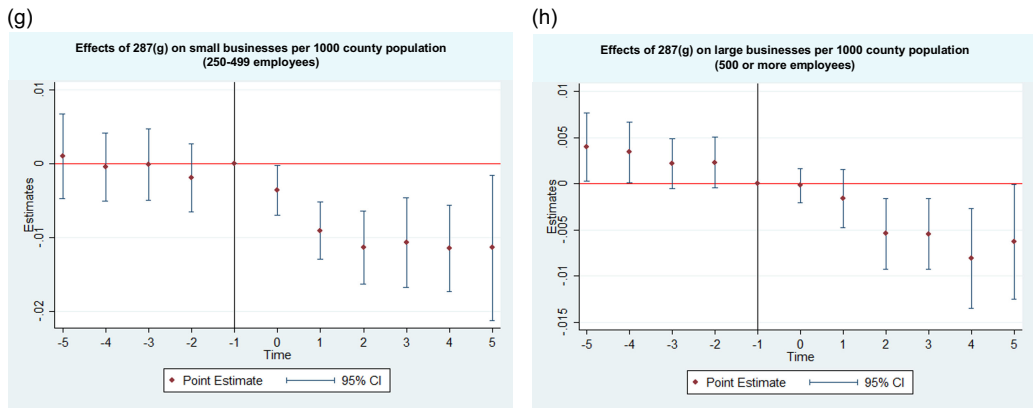 (g)
Effects of 287(g) on small businesses per 1000 county population
(250-499 employees)
.01
0
-.01
-.02
Estimates
-5 -4 -3 -2 -1 0 1 2 3 4 5
Time
Point Estimate 95% CI
(h)
Effects of 287(g) on large businesses per 1000 county population
(500 or more employees)
.01
.005
0
-.005
-.01
-.015
Estimates
-5 -4 -3 -2 -1 0 1 2 3 4 5
Time
Point Estimate 95% CI